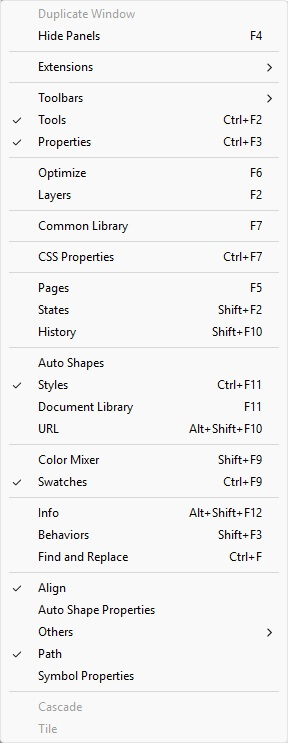 Duplicate Window
Hide Panels F4
Extensions
Toolbars
Tools Ctrl+F2
Properties Ctrl+F3
Optimize F6
Layers F2
Common Library F7
CSS Properties Ctrl+F7
Pages F5
States Shift+F2
History Shift+F10
Auto Shapes
Styles Ctrl+F11
Document Library F11
URL Alt+Shift+F10
Color Mixer Shift+F9
Swatches Ctrl+F9
Info Alt+Shift+F12
Behaviors Shift+F3
Find and Replace Ctrl+F
Align
Auto Shape Properties
Others
Path
Symbol Properties
Cascade
Tile